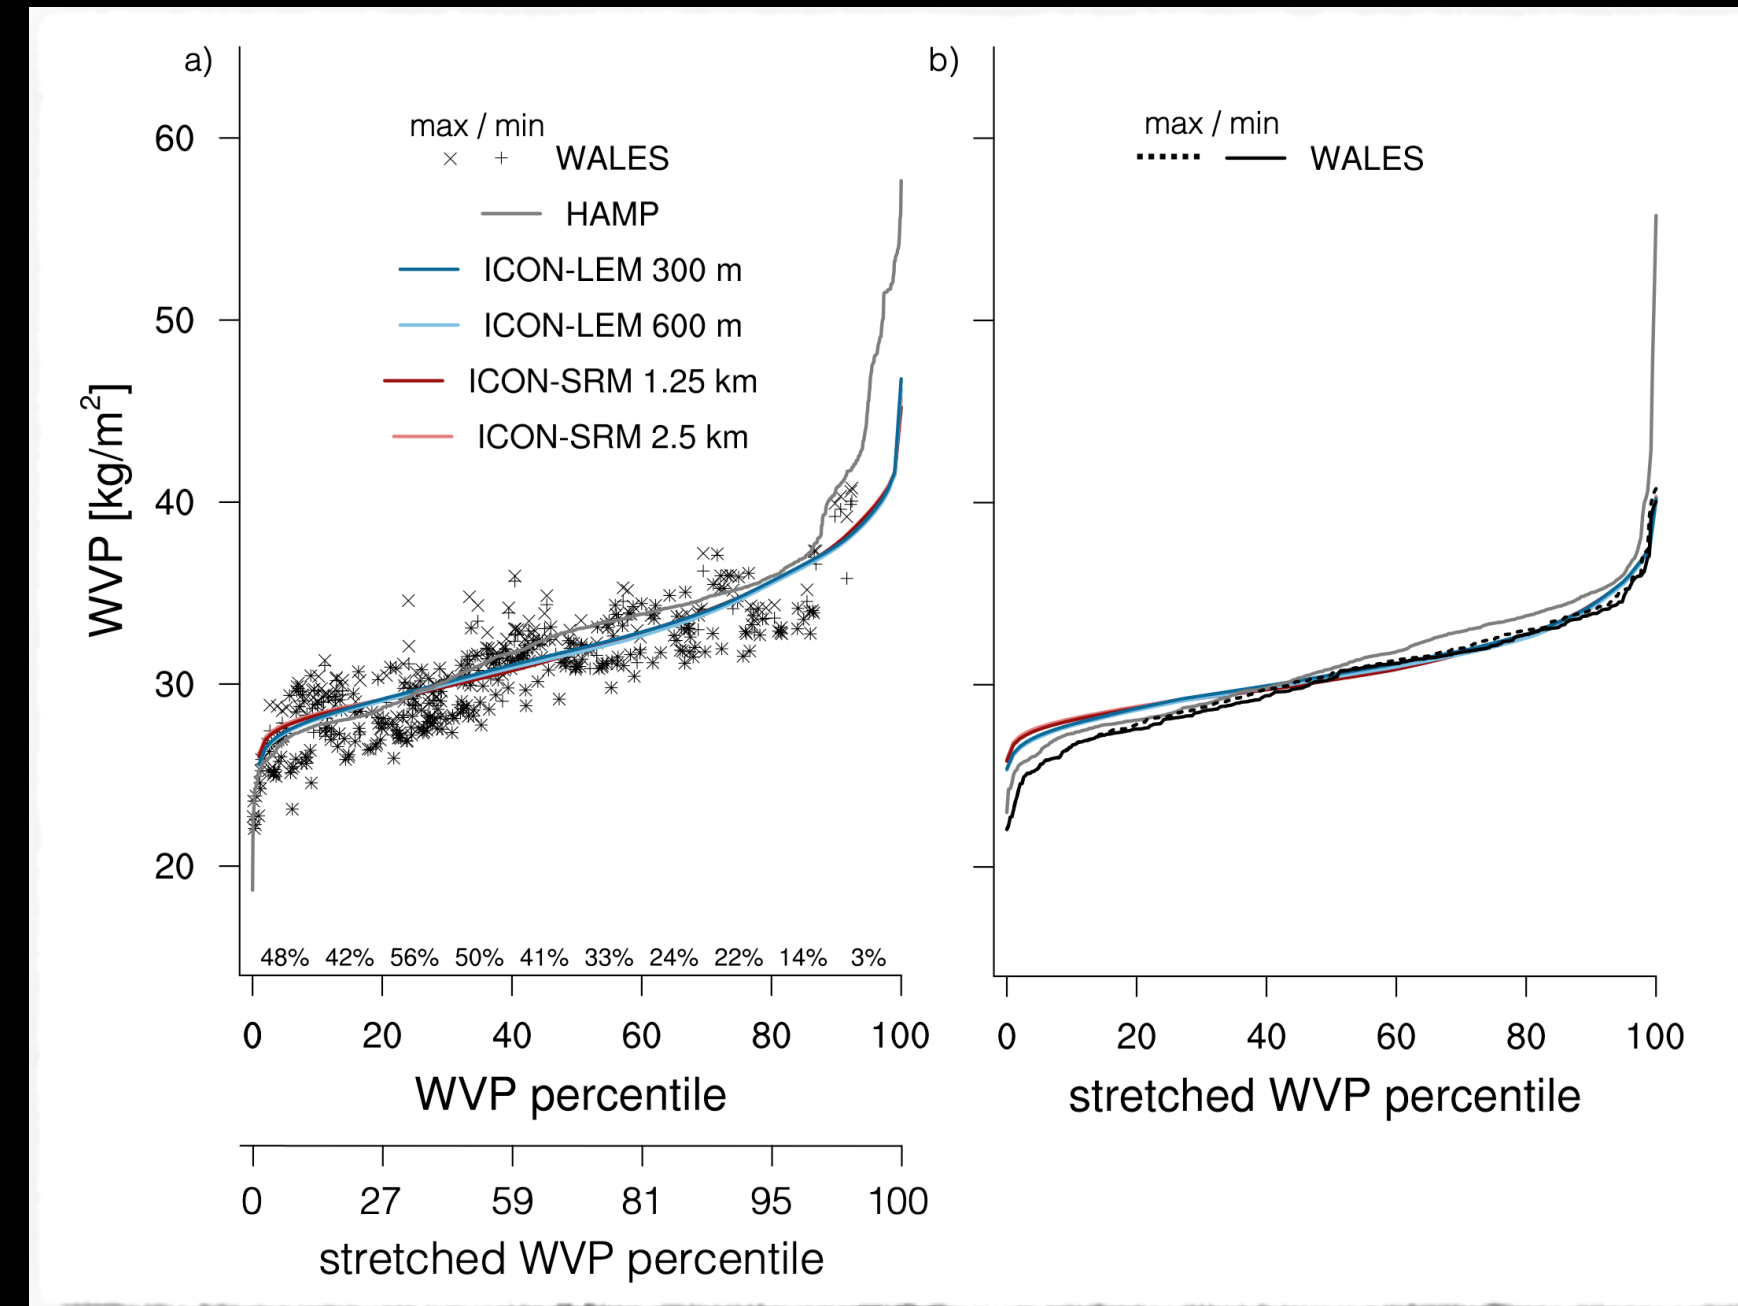 a)
max / min
WALES
HAMP
ICON-LEM 300 m
ICON-LEM 600 m
ICON-SRM 1.25 km
ICON-SRM 2.5 km
60
50
40
30
20
WVP [kg/m²]
48% 42% 56% 50% 41% 33% 24% 22% 14% 3%
0 20 40 60 80 100
WVP percentile
0 27 59 81 95 100
stretched WVP percentile
b)
max / min
WALES
0 20 40 60 80 100
stretched WVP percentile